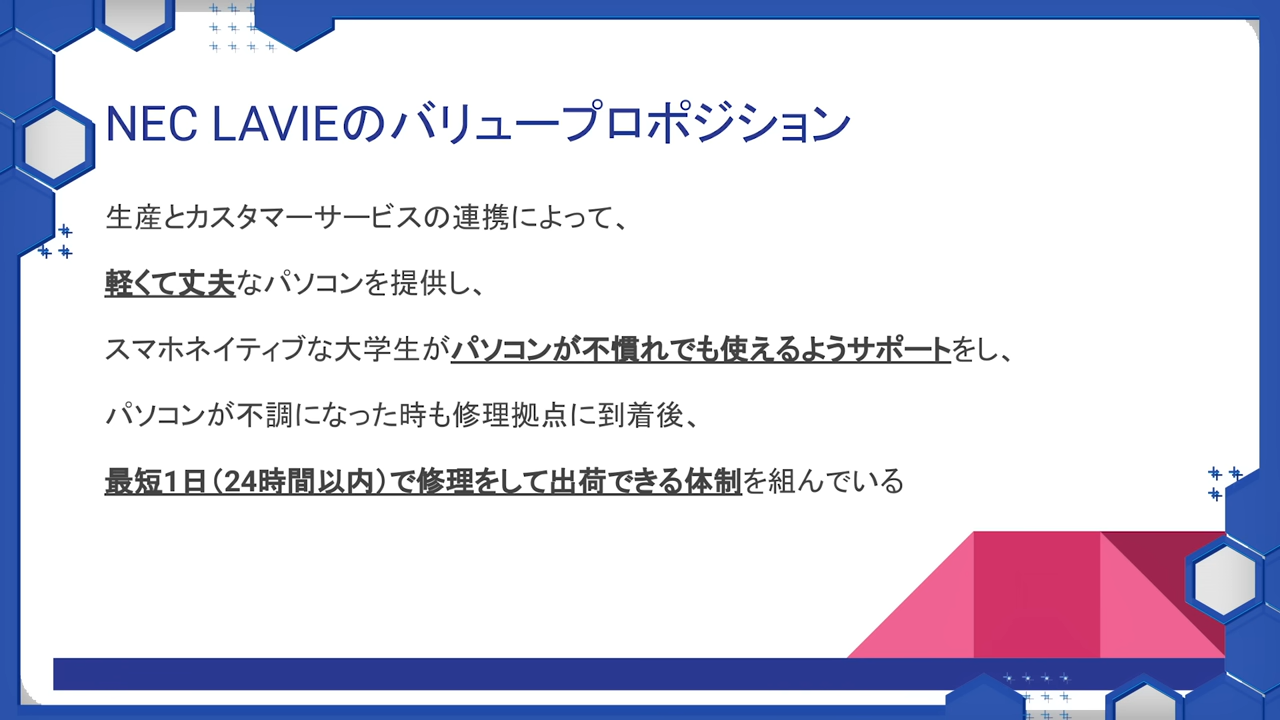 NEC LAVIEのバリュープロポジション
生産とカスタマーサービスの連携によって、
軽くて丈夫なパソコンを提供し、
スマホネイティブな大学生がパソコンが不慣れでも使えるようサポートをし、
パソコンが不調になった時も修理拠点に到着後、
最短1日（24時間以内）で修理をして出荷できる体制を組んでいる